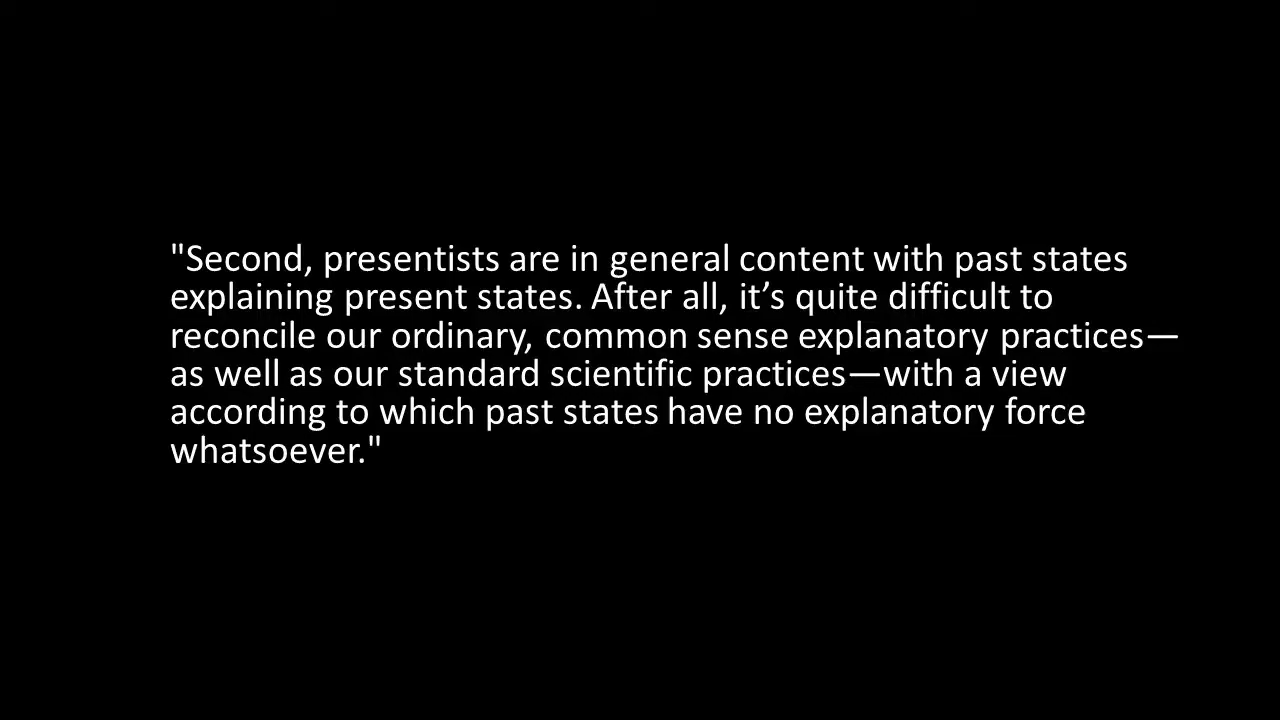 "Second, presentists are in general content with past states
explaining present states. After all, it’s quite difficult to
reconcile our ordinary, common sense explanatory practices—
as well as our standard scientific practices—with a view
according to which past states have no explanatory force
whatsoever."